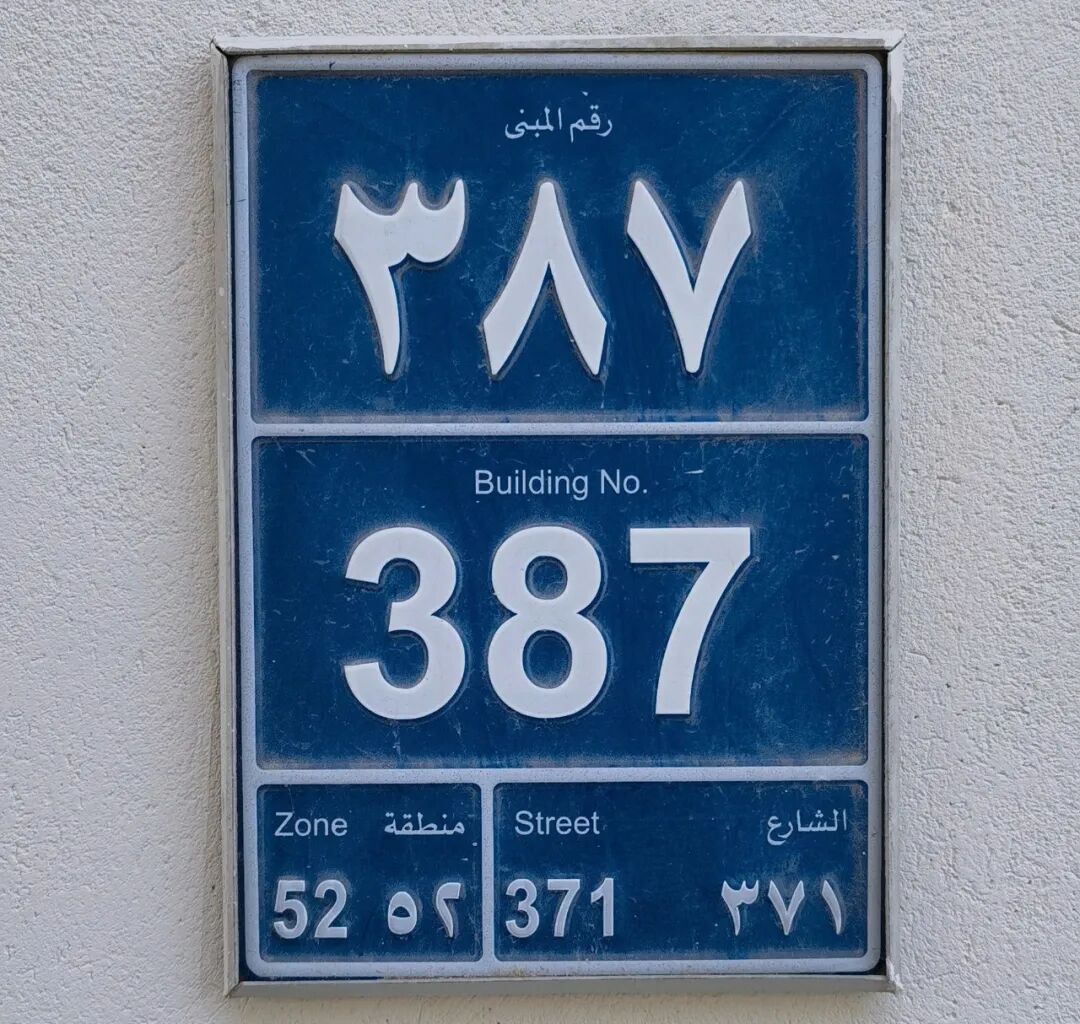 رقم المبنى
٣٨٧
Building No.
387
Zone منطقة
52 ٥٢
Street الشارع
371 ٣٧١